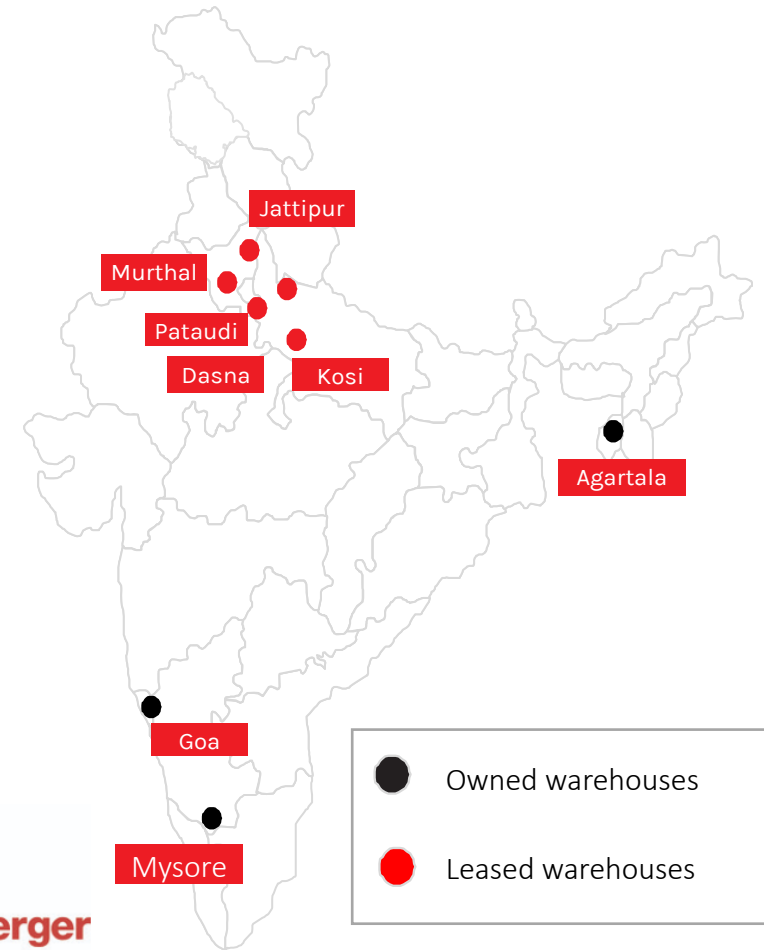 Jattipur
Murthal
Pataudi
Dasna
Kosi
Agartala
Goa
Owned warehouses
Mysore
Leased warehouses
erger